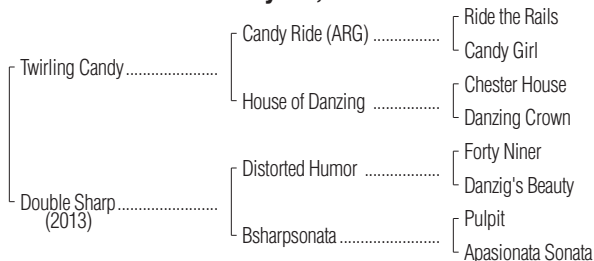 Ride the Rails
Candy Ride (ARG)
Candy Girl
Twirling Candy
Chester House
House of Danzing
Danzing Crown
Forty Niner
Distorted Humor
Danzig's Beauty
Double Sharp
(2013)
Pulpit
Bsharpsonata
Apasionata Sonata